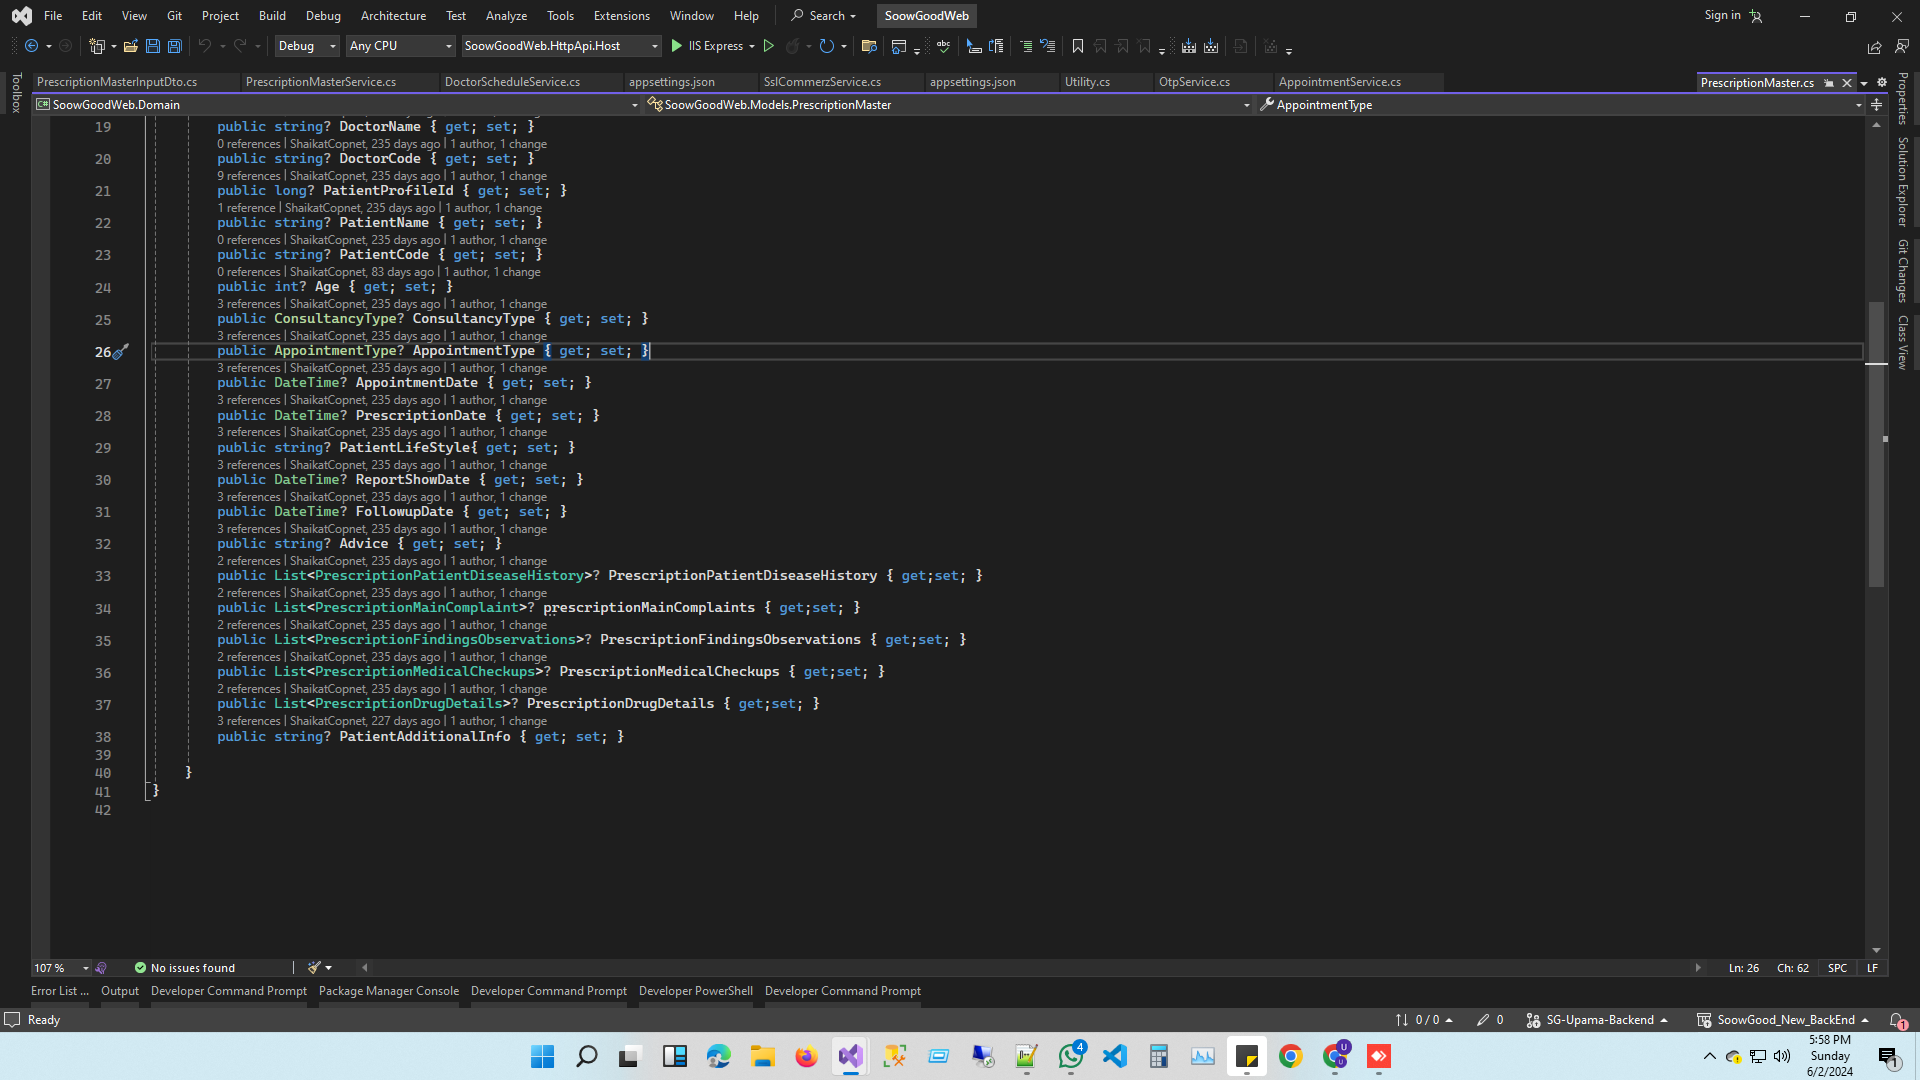 File Edit View Git Project Build Debug Architecture Test Analyze Tools Extensions Window Help Search SoowGoodWeb Sign in
Debug Any CPU SoowGoodWeb.HttpApi.Host IIS Express
Toolbox
PrescriptionMasterInputDto.cs PrescriptionMasterService.cs DoctorScheduleService.cs appsettings.json SslCommerzService.cs appsettings.json Utility.cs OtpService.cs AppointmentService.cs PrescriptionMaster.cs
SoowGoodWeb.Domain SoowGoodWeb.Models.PrescriptionMaster AppointmentType
19 public string? DoctorName { get; set; }
0 references | ShaikatCopnet, 235 days ago | 1 author, 1 change
20 public string? DoctorCode { get; set; }
9 references | ShaikatCopnet, 235 days ago | 1 author, 1 change
21 public long? PatientProfileId { get; set; }
1 reference | ShaikatCopnet, 235 days ago | 1 author, 1 change
22 public string? PatientName { get; set; }
0 references | ShaikatCopnet, 235 days ago | 1 author, 1 change
23 public string? PatientCode { get; set; }
0 references | ShaikatCopnet, 83 days ago | 1 author, 1 change
24 public int? Age { get; set; }
3 references | ShaikatCopnet, 235 days ago | 1 author, 1 change
25 public ConsultancyType? ConsultancyType { get; set; }
3 references | ShaikatCopnet, 235 days ago | 1 author, 1 change
26 public AppointmentType? AppointmentType { get; set; }
3 references | ShaikatCopnet, 235 days ago | 1 author, 1 change
27 public DateTime? AppointmentDate { get; set; }
3 references | ShaikatCopnet, 235 days ago | 1 author, 1 change
28 public DateTime? PrescriptionDate { get; set; }
3 references | ShaikatCopnet, 235 days ago | 1 author, 1 change
29 public string? PatientLifeStyle{ get; set; }
3 references | ShaikatCopnet, 235 days ago | 1 author, 1 change
30 public DateTime? ReportShowDate { get; set; }
3 references | ShaikatCopnet, 235 days ago | 1 author, 1 change
31 public DateTime? FollowupDate { get; set; }
3 references | ShaikatCopnet, 235 days ago | 1 author, 1 change
32 public string? Advice { get; set; }
2 references | ShaikatCopnet, 235 days ago | 1 author, 1 change
33 public List<PrescriptionPatientDiseaseHistory>? PrescriptionPatientDiseaseHistory { get;set; }
2 references | ShaikatCopnet, 235 days ago | 1 author, 1 change
34 public List<PrescriptionMainComplaint>? prescriptionMainComplaints { get;set; }
2 references | ShaikatCopnet, 235 days ago | 1 author, 1 change
35 public List<PrescriptionFindingsObservations>? PrescriptionFindingsObservations { get;set; }
2 references | ShaikatCopnet, 235 days ago | 1 author, 1 change
36 public List<PrescriptionMedicalCheckups>? PrescriptionMedicalCheckups { get;set; }
2 references | ShaikatCopnet, 235 days ago | 1 author, 1 change
37 public List<PrescriptionDrugDetails>? PrescriptionDrugDetails { get;set; }
3 references | ShaikatCopnet, 227 days ago | 1 author, 1 change
38 public string? PatientAdditionalInfo { get; set; }
39
40 }
41 }
42
Properties
Solution Explorer
Git Changes
Class View
107 % No issues found Ln: 26 Ch: 62 SPC LF
Error List ... Output Developer Command Prompt Package Manager Console Developer Command Prompt Developer PowerShell Developer Command Prompt
Ready 0 / 0 0 SG-Upama-Backend SoowGood_New_BackEnd 1
4 U
5:58 PM
Sunday
6/2/2024
1